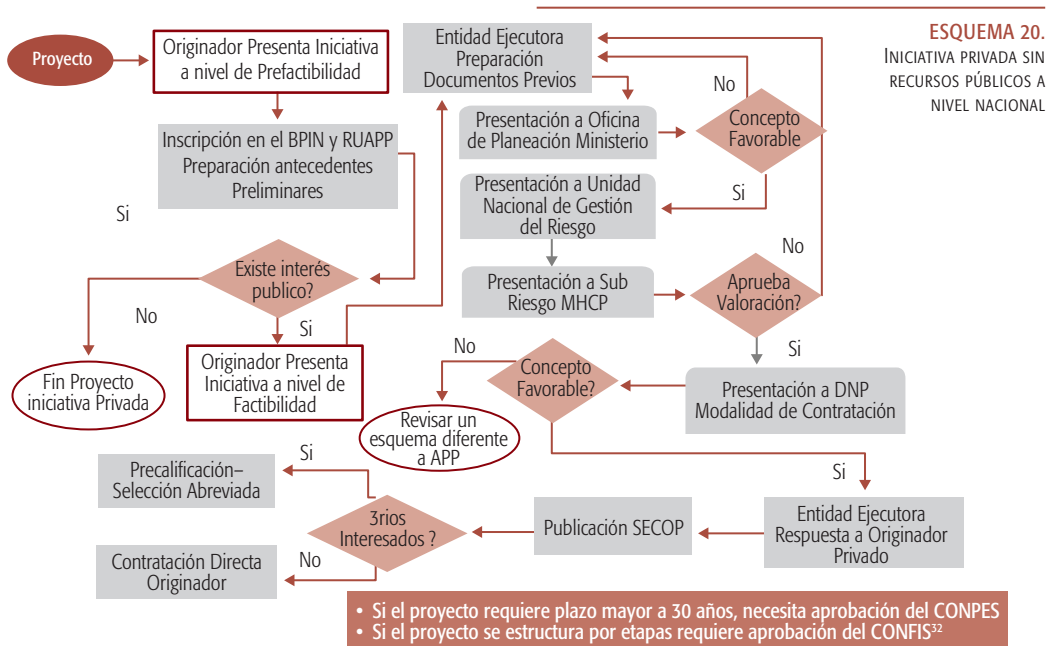 ESQUEMA 20.
INICIATIVA PRIVADA SIN
RECURSOS PÚBLICOS A
NIVEL NACIONAL
Proyecto
Originador Presenta Iniciativa
a nivel de Prefactibilidad
Inscripción en el BPIN y RUAPP
Preparación antecedentes
Preliminares
Si
Existe interés
publico?
No
Si
Fin Proyecto
iniciativa Privada
Originador Presenta
Iniciativa a nivel de
Factibilidad
Entidad Ejecutora
Preparación
Documentos Previos
No
Presentación a Oficina
de Planeación Ministerio
Concepto
Favorable
Si
Presentación a Unidad
Nacional de Gestión
del Riesgo
No
Presentación a Sub
Riesgo MHCP
Aprueba
Valoración?
Si
Presentación a DNP
Modalidad de Contratación
Concepto
Favorable?
No
Revisar un
esquema diferente
a APP
Si
Entidad Ejecutora
Respuesta a Originador
Privado
Publicación SECOP
3rios
Interesados ?
Si
Precalificación–
Selección Abreviada
No
Contratación Directa
Originador
• Si el proyecto requiere plazo mayor a 30 años, necesita aprobación del CONPES
• Si el proyecto se estructura por etapas requiere aprobación del CONFIS³²